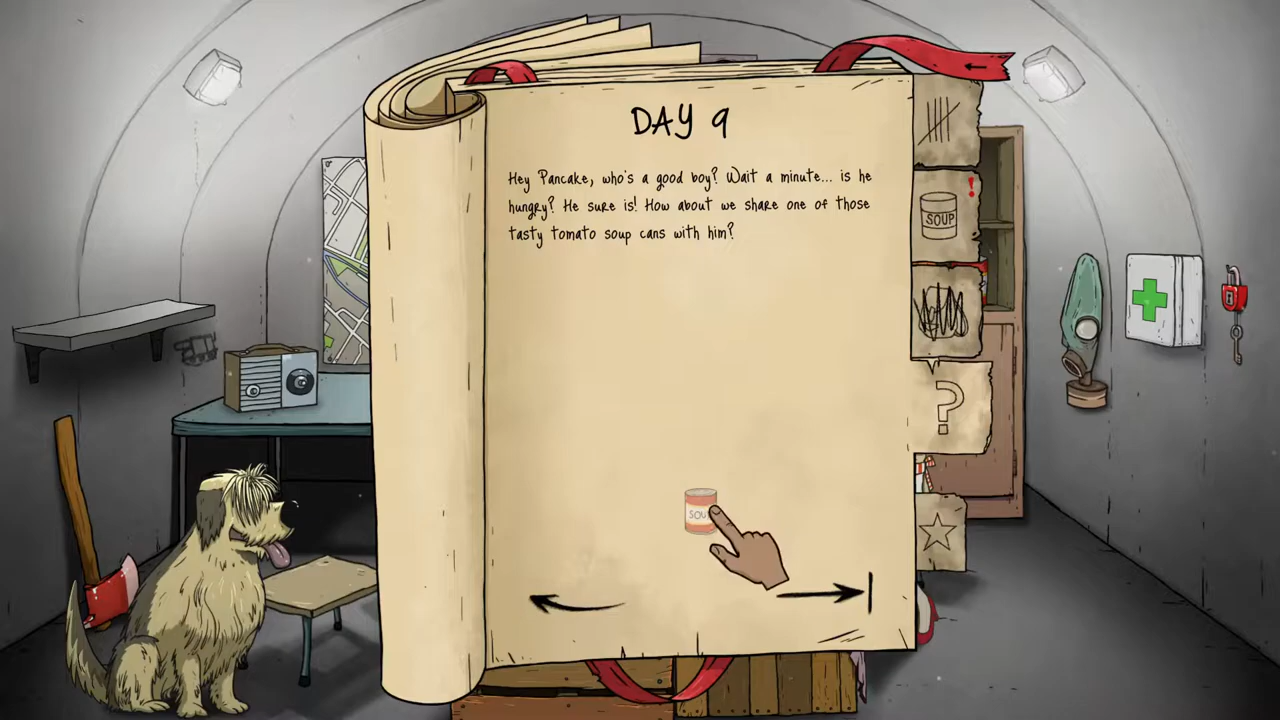 DAY 9
Hey Pancake, who's a good boy? Wait a minute... is he
hungry? He sure is! How about we share one of those
tasty tomato soup cans with him?
SOUP
SOU